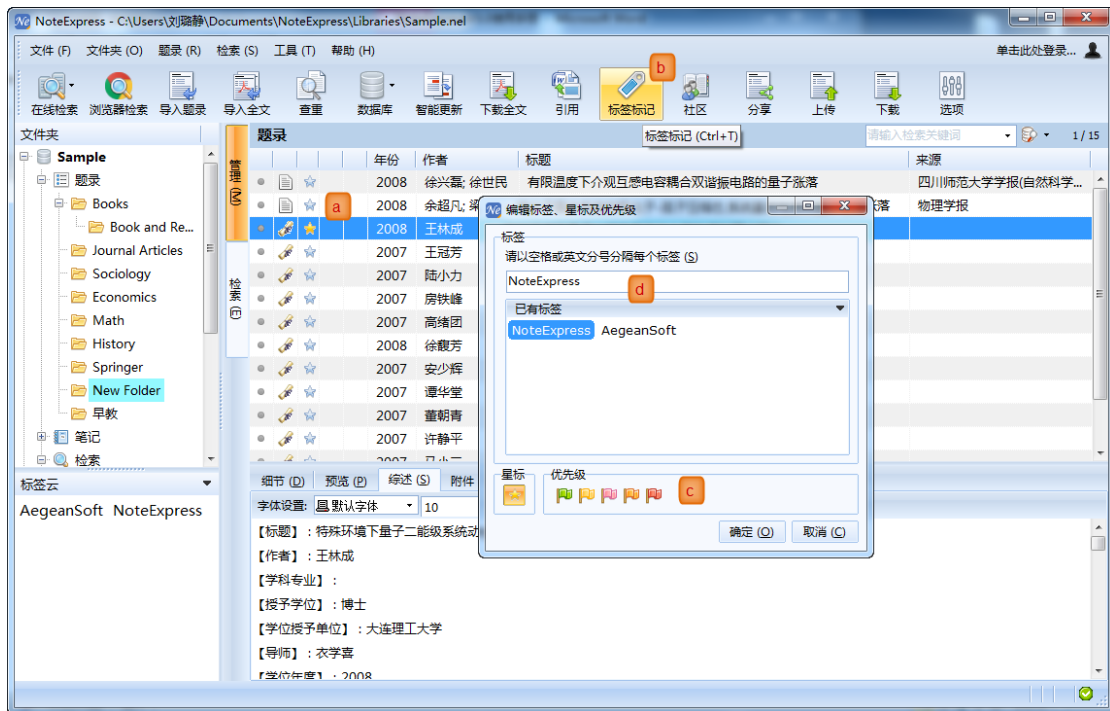 NoteExpress - C:\Users\刘璐静\Documents\NoteExpress\Libraries\Sample.nel
文件 (F) 文件夹 (O) 题录 (R) 检索 (S) 工具 (T) 帮助 (H) 单击此处登录...
b
在线检索 浏览器检索 导入题录 导入全文 查重 数据库 智能更新 下载全文 引用 标签标记 社区 分享 上传 下载 选项
标签标记 (Ctrl+T)
文件夹
Sample
题录
Books
Book and Re...
Journal Articles
Sociology
Economics
Math
History
Springer
New Folder
早教
笔记
检索
标签云
AegeanSoft NoteExpress
管理 (M)
检索 (E)
题录 请输入检索关键词 1 / 15
年份 作者 标题 来源
2008 徐兴磊; 徐世民 有限温度下介观互感电容耦合双谐振电路的量子涨落 四川师范大学学报(自然科学...
a 2008 余超凡; 涨落 物理学报
2008 王林成
2007 王冠芳
2007 陆小力
2007 房铁峰
2007 高绪团
2008 徐靓芳
2007 安少辉
2007 谭华堂
2007 董朝青
2007 许静平
2007
编辑标签、星标及优先级
标签
请以空格或英文分号分隔每个标签 (S)
NoteExpress
d
已有标签
NoteExpress AegeanSoft
星标 优先级
c
确定 (O) 取消 (C)
细节 (D) 预览 (P) 综述 (S) 附件
字体设置: 默认字体 10
【标题】：特殊环境下量子二能级系统动
【作者】：王林成
【学科专业】：
【授予学位】：博士
【学位授予单位】：大连理工大学
【导师】：衣学喜
【学位年度】：2008